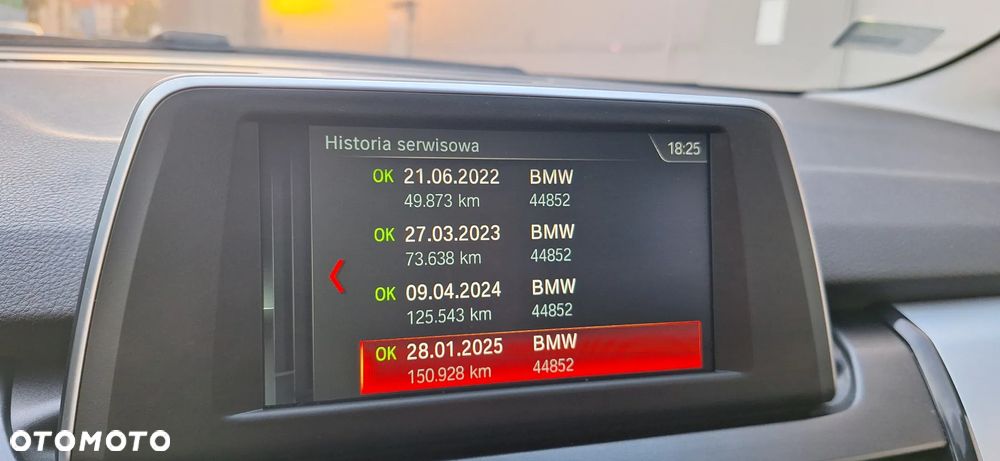 Historia serwisowa 18:25
OK 21.06.2022 BMW
49.873 km 44852
OK 27.03.2023 BMW
73.638 km 44852
OK 09.04.2024 BMW
125.543 km 44852
OK 28.01.2025 BMW
150.928 km 44852
OTOMOTO